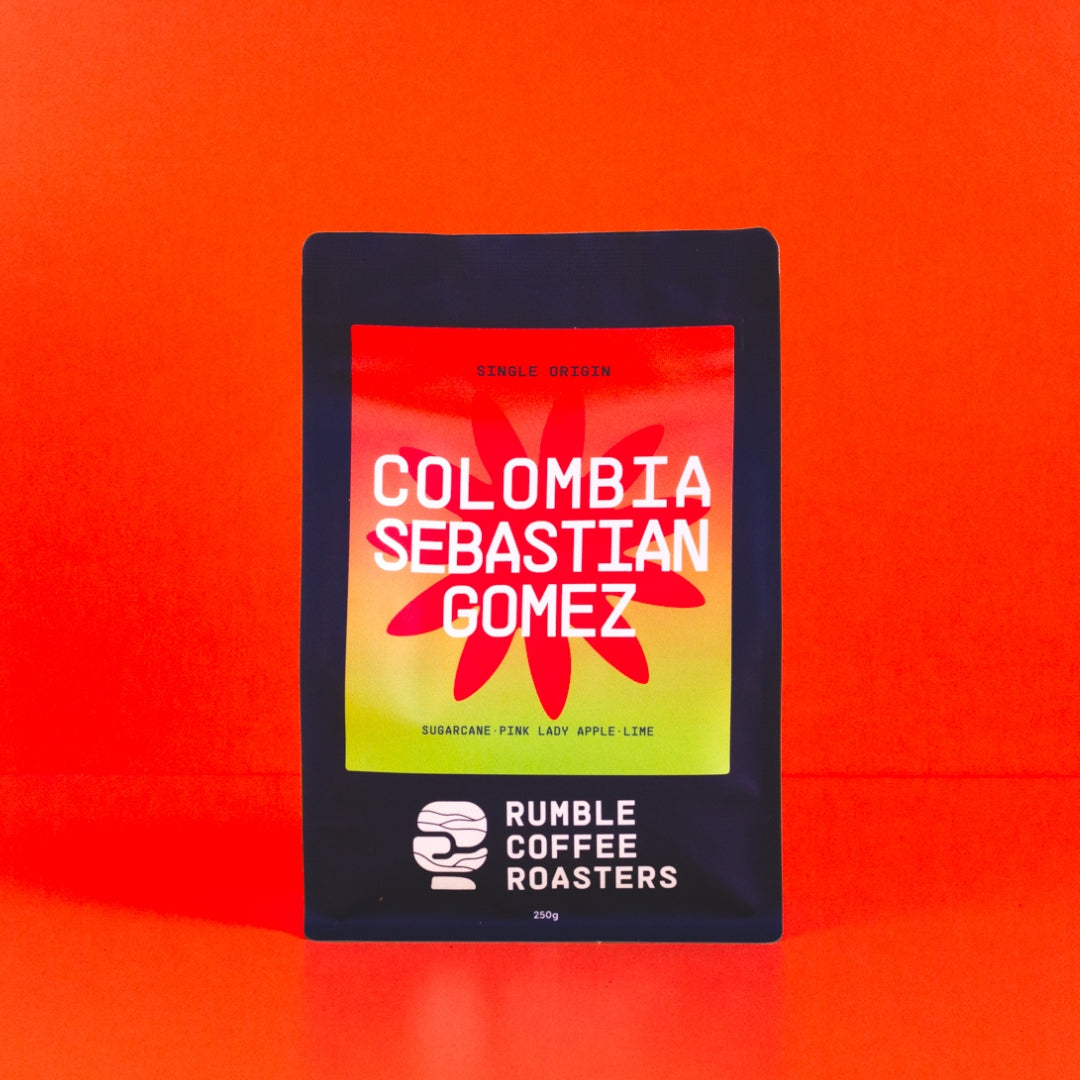 SINGLE ORIGIN
COLOMBIA
SEBASTIAN
GOMEZ
SUGARCANE·PINK LADY APPLE·LIME
RUMBLE
COFFEE
ROASTERS
250g